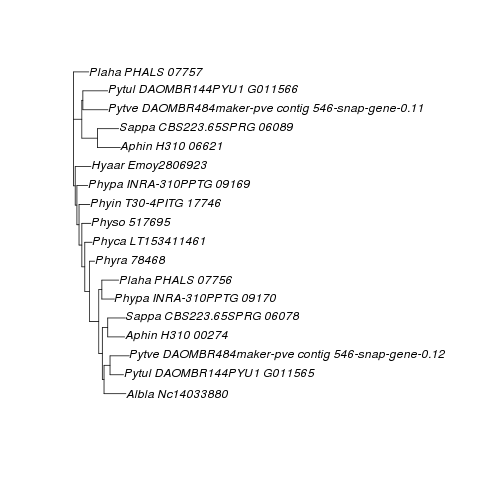 Plaha PHALS 07757
Pytul DAOMBR144PYU1 G011566
Pytve DAOMBR484maker-pve contig 546-snap-gene-0.11
Sappa CBS223.65SPRG 06089
Aphin H310 06621
Hyaar Emoy2806923
Phypa INRA-310PPTG 09169
Phyin T30-4PITG 17746
Physo 517695
Phyca LT153411461
Phyra 78468
Plaha PHALS 07756
Phypa INRA-310PPTG 09170
Sappa CBS223.65SPRG 06078
Aphin H310 00274
Pytve DAOMBR484maker-pve contig 546-snap-gene-0.12
Pytul DAOMBR144PYU1 G011565
Albla Nc14033880